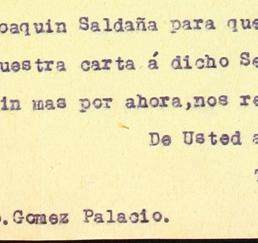 oaquin Saldaña para que
uestra carta á dicho Se
in mas por ahora,nos re
De Usted a
o.Gomez Palacio.